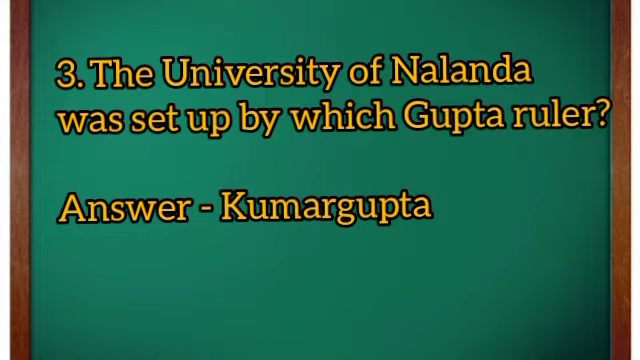 3. The University of Nalanda
was set up by which Gupta ruler?
Answer - Kumargupta